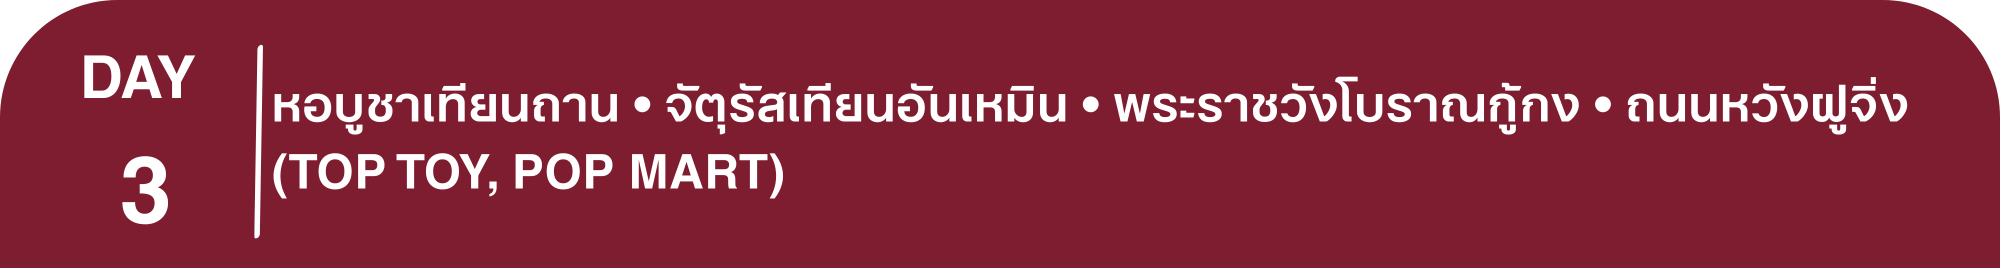 DAY
3
หอบูชาเทียนถาน • จัตุรัสเทียนอันเหมิน • พระราชวังโบราณกู้กง • ถนนหวังฝูจิ่ง
(TOP TOY, POP MART)